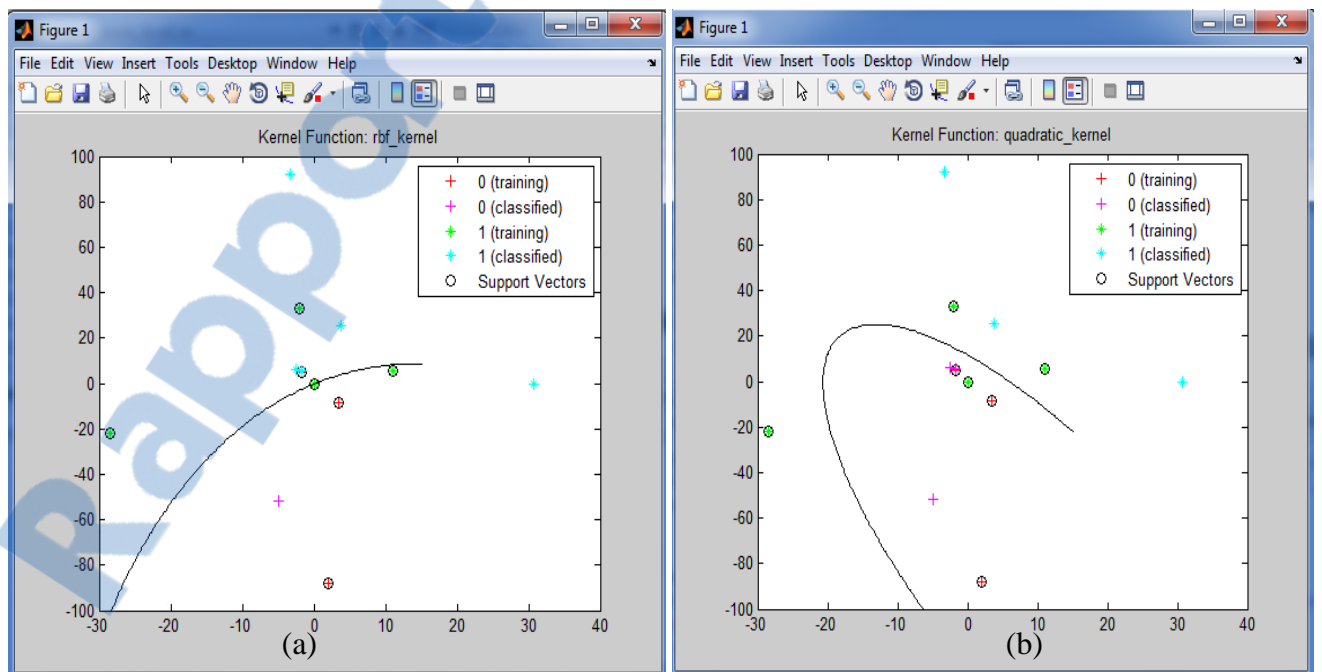 Figure 1
File Edit View Insert Tools Desktop Window Help
Kernel Function: rbf_kernel
100
80
60
40
20
0
-20
-40
-60
-80
-100
-30 -20 -10 0 10 20 30 40
0 (training)
0 (classified)
1 (training)
1 (classified)
Support Vectors
(a)
Figure 1
File Edit View Insert Tools Desktop Window Help
Kernel Function: quadratic_kernel
100
80
60
40
20
0
-20
-40
-60
-80
-100
-30 -20 -10 0 10 20 30 40
0 (training)
0 (classified)
1 (training)
1 (classified)
Support Vectors
(b)
Rapport